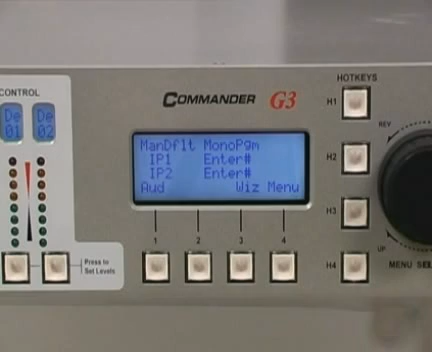 CONTROL
De De
01 02
COMMANDER G3
HOTKEYS
H1
REV
ManDflt MonoPgm
IP1 Enter#
IP2 Enter#
Aud Wiz Menu
H2
H3
UP
1 2 3 4
Press to
Set Levels
H4
MENU SEL